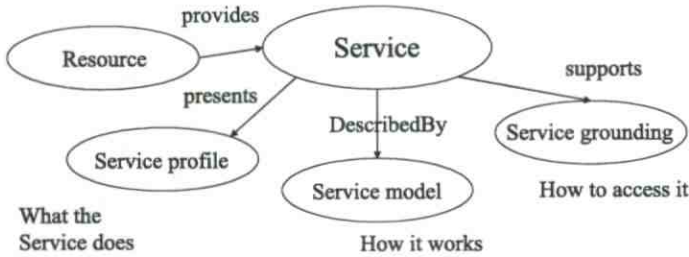 provides
Resource
Service
presents
supports
DescribedBy
Service profile
Service grounding
Service model
How to access it
What the
Service does
How it works